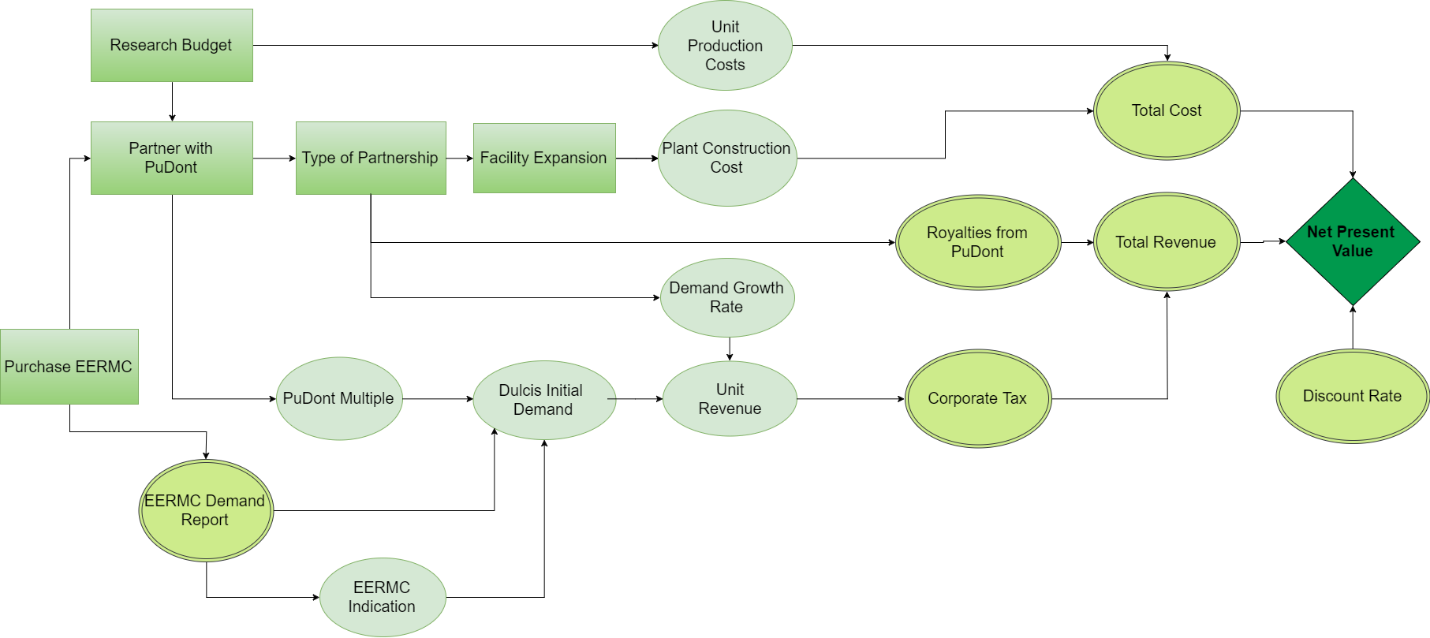 Research Budget
Unit
Production
Costs
Total Cost
Partner with
PuDont
Type of Partnership
Facility Expansion
Plant Construction
Cost
Royalties from
PuDont
Total Revenue
Net Present
Value
Demand Growth
Rate
Purchase EERMC
PuDont Multiple
Dulcis Initial
Demand
Unit
Revenue
Corporate Tax
Discount Rate
EERMC Demand
Report
EERMC
Indication